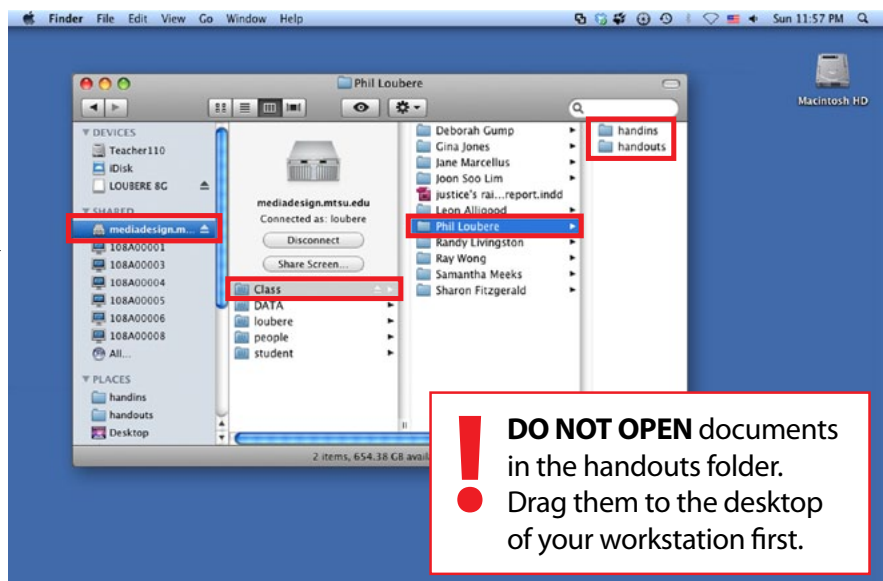 Finder File Edit View Go Window Help Sun 11:57 PM
Macintosh HD
Phil Loubere
▼ DEVICES
Teacher110
iDisk
LOUBERE 8G
▼ SHARED
mediadesign.m...
108A00001
108A00003
108A00004
108A00005
108A00006
108A00008
All...
▼ PLACES
handins
handouts
Desktop
mediadesign.mtsu.edu
Connected as: loubere
Disconnect
Share Screen...
Class
DATA
loubere
people
student
Deborah Gump
Gina Jones
Jane Marcellus
Joon Soo Lim
justice's rai...report.indd
Leon Alligood
Phil Loubere
Randy Livingston
Ray Wong
Samantha Meeks
Sharon Fitzgerald
handins
handouts
2 items, 654.38 GB avail
! DO NOT OPEN documents
in the handouts folder.
Drag them to the desktop
of your workstation first.